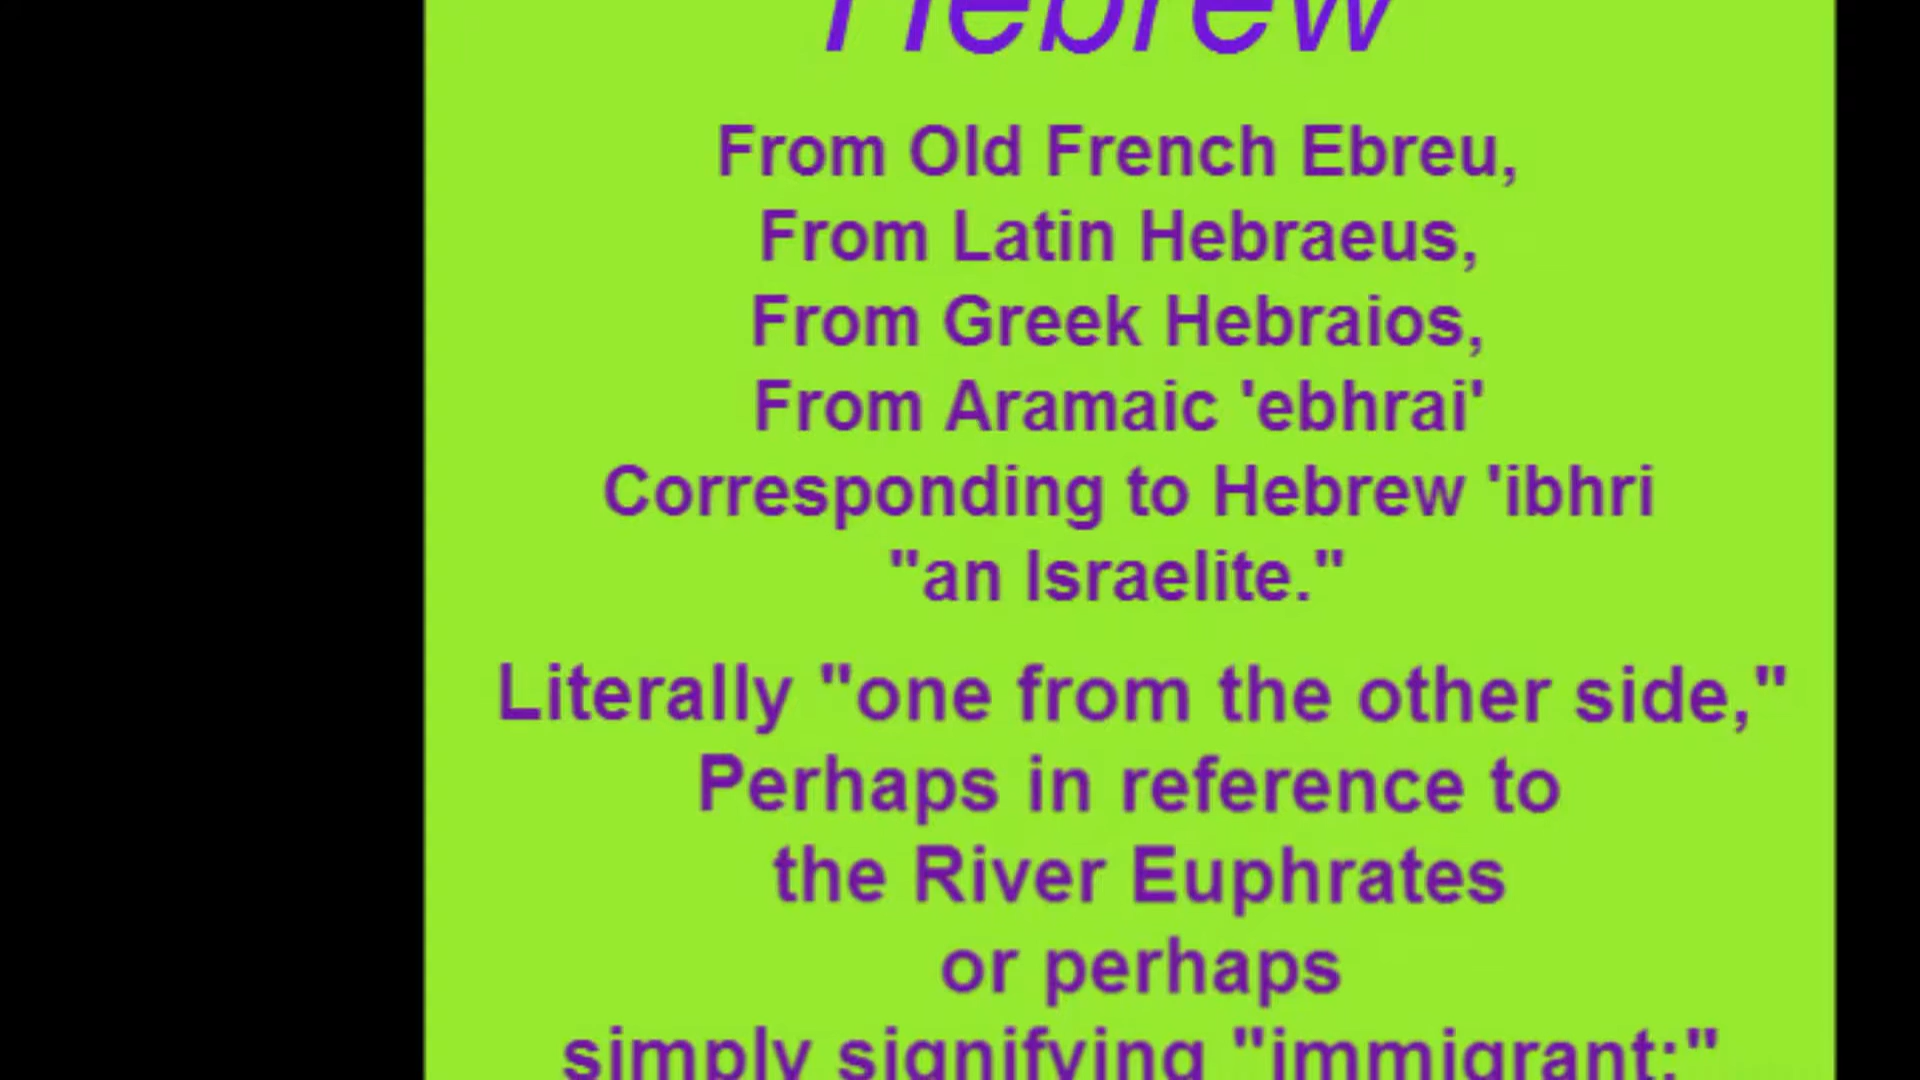 Hebrew
From Old French Ebreu,
From Latin Hebraeus,
From Greek Hebraios,
From Aramaic 'ebhrai'
Corresponding to Hebrew 'ibhri
"an Israelite."
Literally "one from the other side,"
Perhaps in reference to
the River Euphrates
or perhaps
simply signifying "immigrant;"